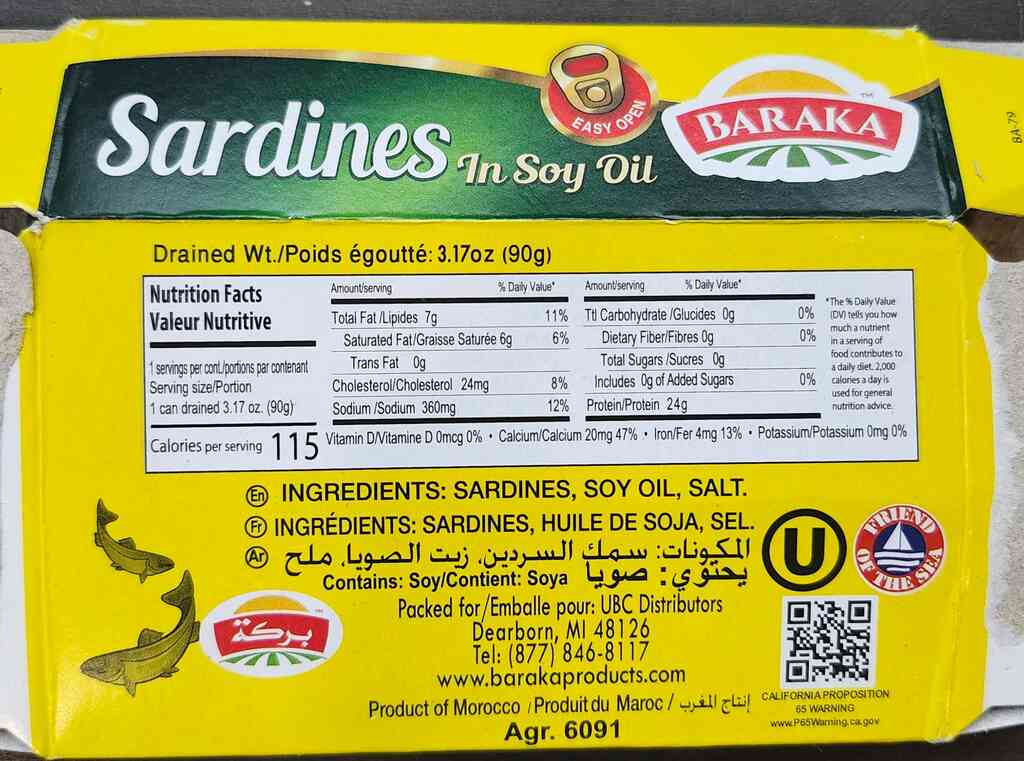 EASY OPEN
BARAKA
TM
Sardines In Soy Oil
BA-79
Drained Wt./Poids égoutté: 3.17oz (90g)
Nutrition Facts
Valeur Nutritive
1 servings per cont./portions par contenant
Serving size/Portion
1 can drained 3.17 oz. (90g)
Calories per serving 115
Amount/serving % Daily Value*
Total Fat /Lipides 7g 11%
Saturated Fat/Graisse Saturée 6g 6%
Trans Fat 0g
Cholesterol/Cholesterol 24mg 8%
Sodium /Sodium 360mg 12%
Amount/serving % Daily Value*
Ttl Carbohydrate /Glucides 0g 0%
Dietary Fiber/Fibres 0g 0%
Total Sugars /Sucres 0g
Includes 0g of Added Sugars 0%
Protein/Protein 24g
*The % Daily Value
(DV) tells you how
much a nutrient
in a serving of
food contributes to
a daily diet. 2,000
calories a day is
used for general
nutrition advice.
Vitamin D/Vitamine D 0mcg 0% • Calcium/Calcium 20mg 47% • Iron/Fer 4mg 13% • Potassium/Potassium 0mg 0%
En INGREDIENTS: SARDINES, SOY OIL, SALT.
Fr INGRÉDIENTS: SARDINES, HUILE DE SOJA, SEL.
Ar المكونات: سمك السردين، زيت الصويا، ملح
يحتوي: صويا Contains: Soy/Contient: Soya
U
FRIEND OF THE SEA
Packed for/Emballe pour: UBC Distributors
Dearborn, MI 48126
Tel: (877) 846-8117
www.barakaproducts.com
بركة
TM
Product of Morocco / Produit du Maroc / إنتاج المغرب
Agr. 6091
CALIFORNIA PROPOSITION
65 WARNING
www.P65Warning.ca.gov